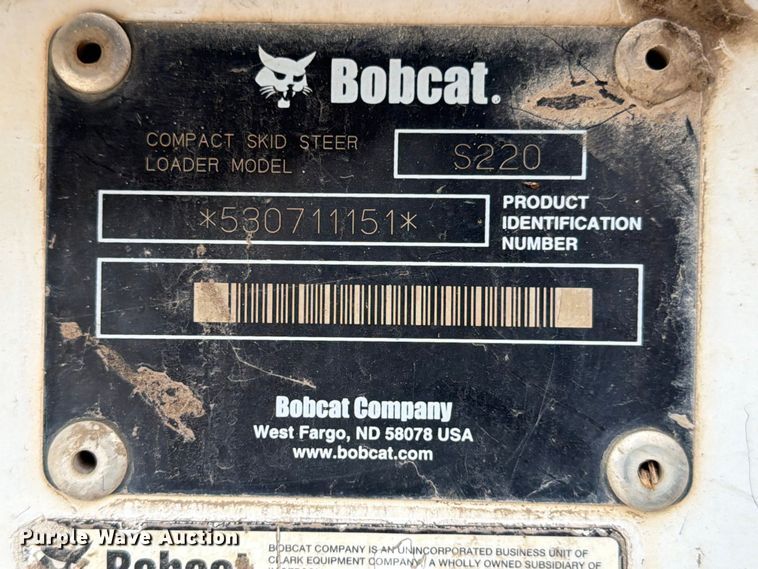 Bobcat®
COMPACT SKID STEER
LOADER MODEL
S220
*530711151*
PRODUCT
IDENTIFICATION
NUMBER
Bobcat Company
West Fargo, ND 58078 USA
www.bobcat.com
Purple Wave Auction
Bobcat
BOBCAT COMPANY IS AN UNINCORPORATED BUSINESS UNIT OF
CLARK EQUIPMENT COMPANY, A WHOLLY OWNED SUBSIDIARY OF